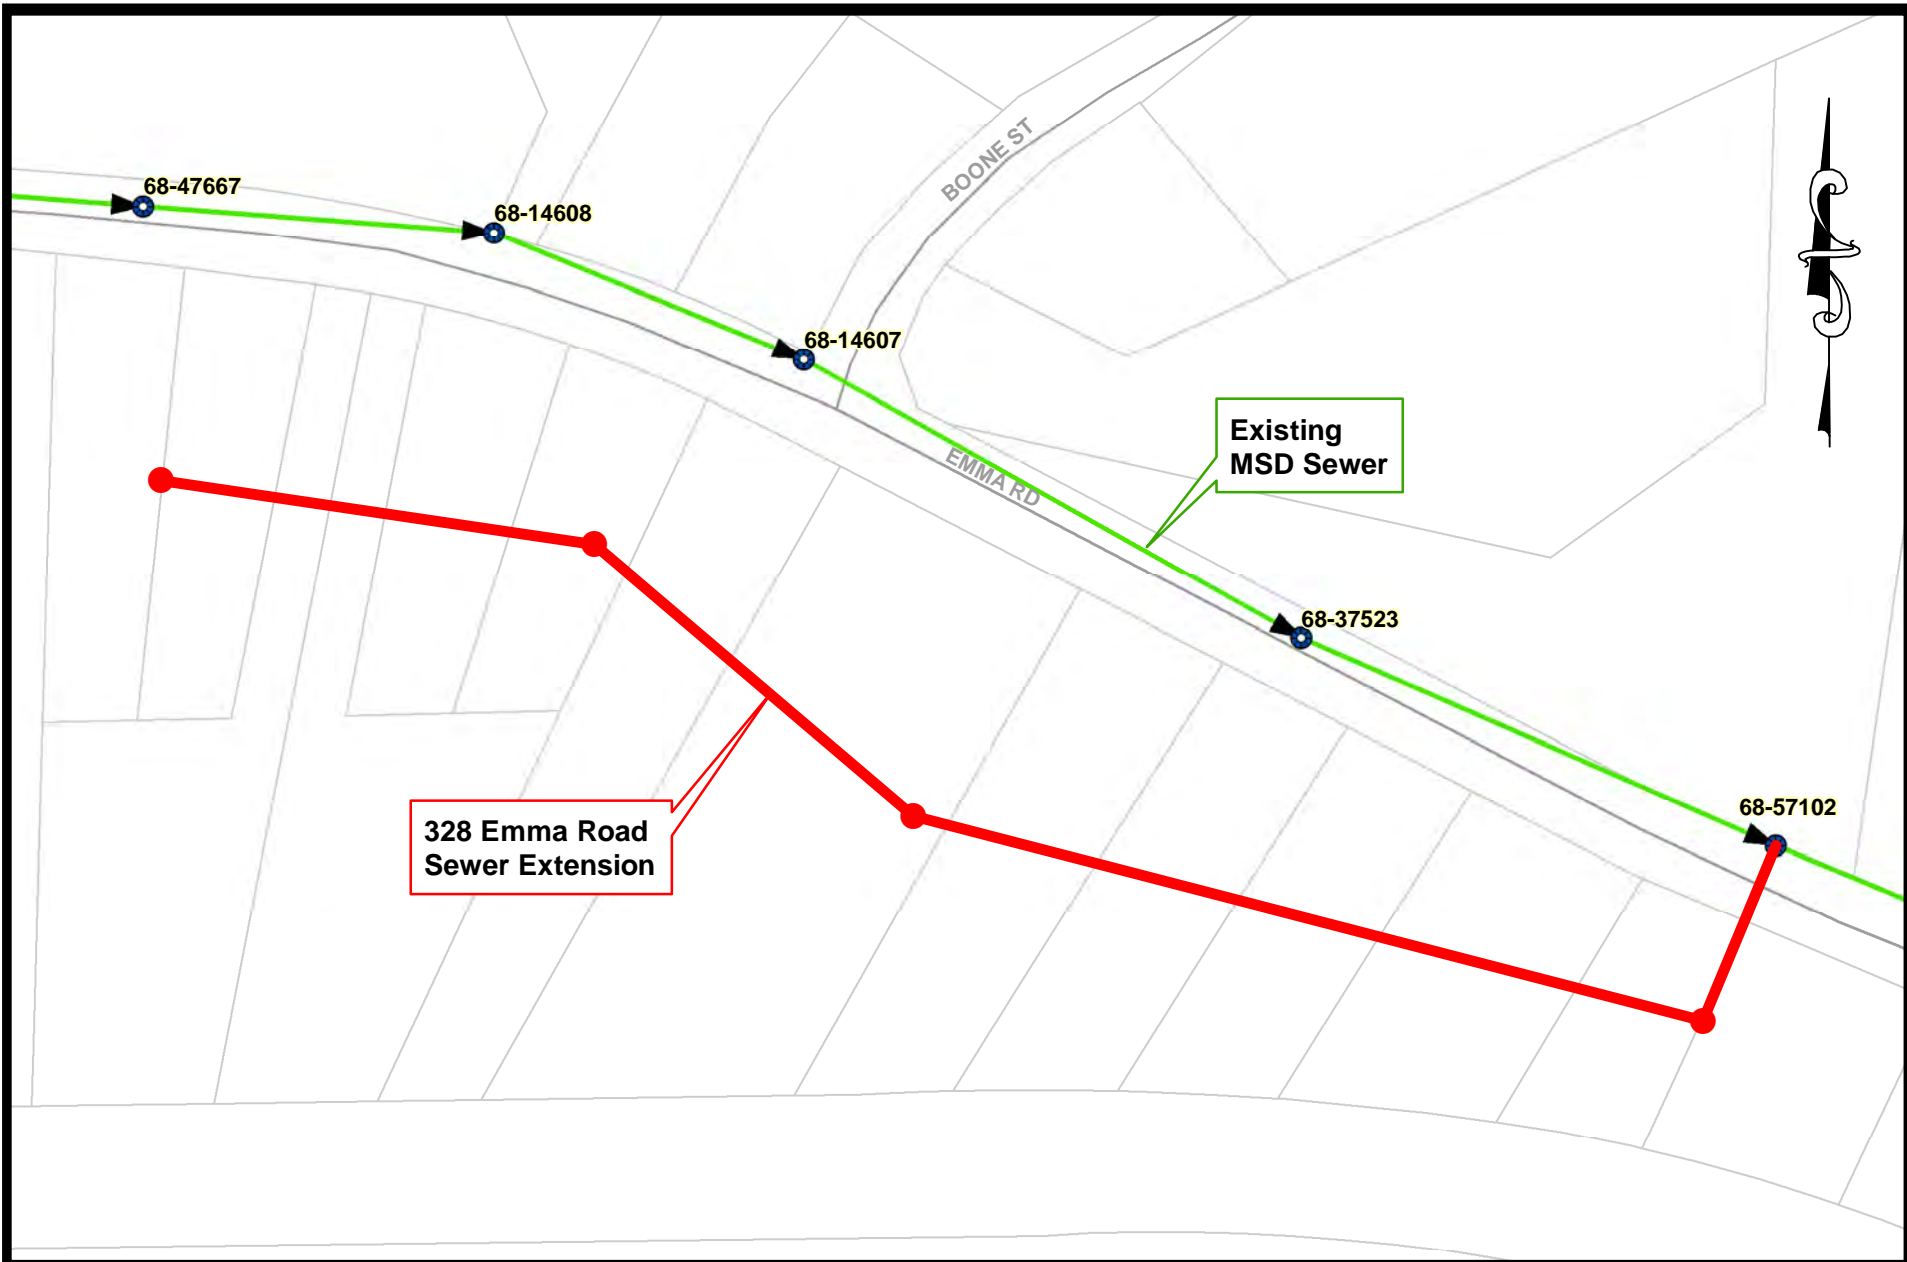 68-47667
68-14608
BOONE ST
68-14607
Existing
MSD Sewer
EMMA RD
68-37523
68-57102
328 Emma Road
Sewer Extension